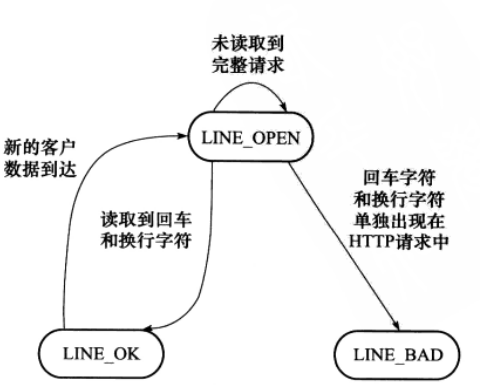 未读取到
完整请求
LINE_OPEN
新的客户
数据到达
读取到回车
和换行字符
回车字符
和换行字符
单独出现在
HTTP请求中
LINE_OK
LINE_BAD